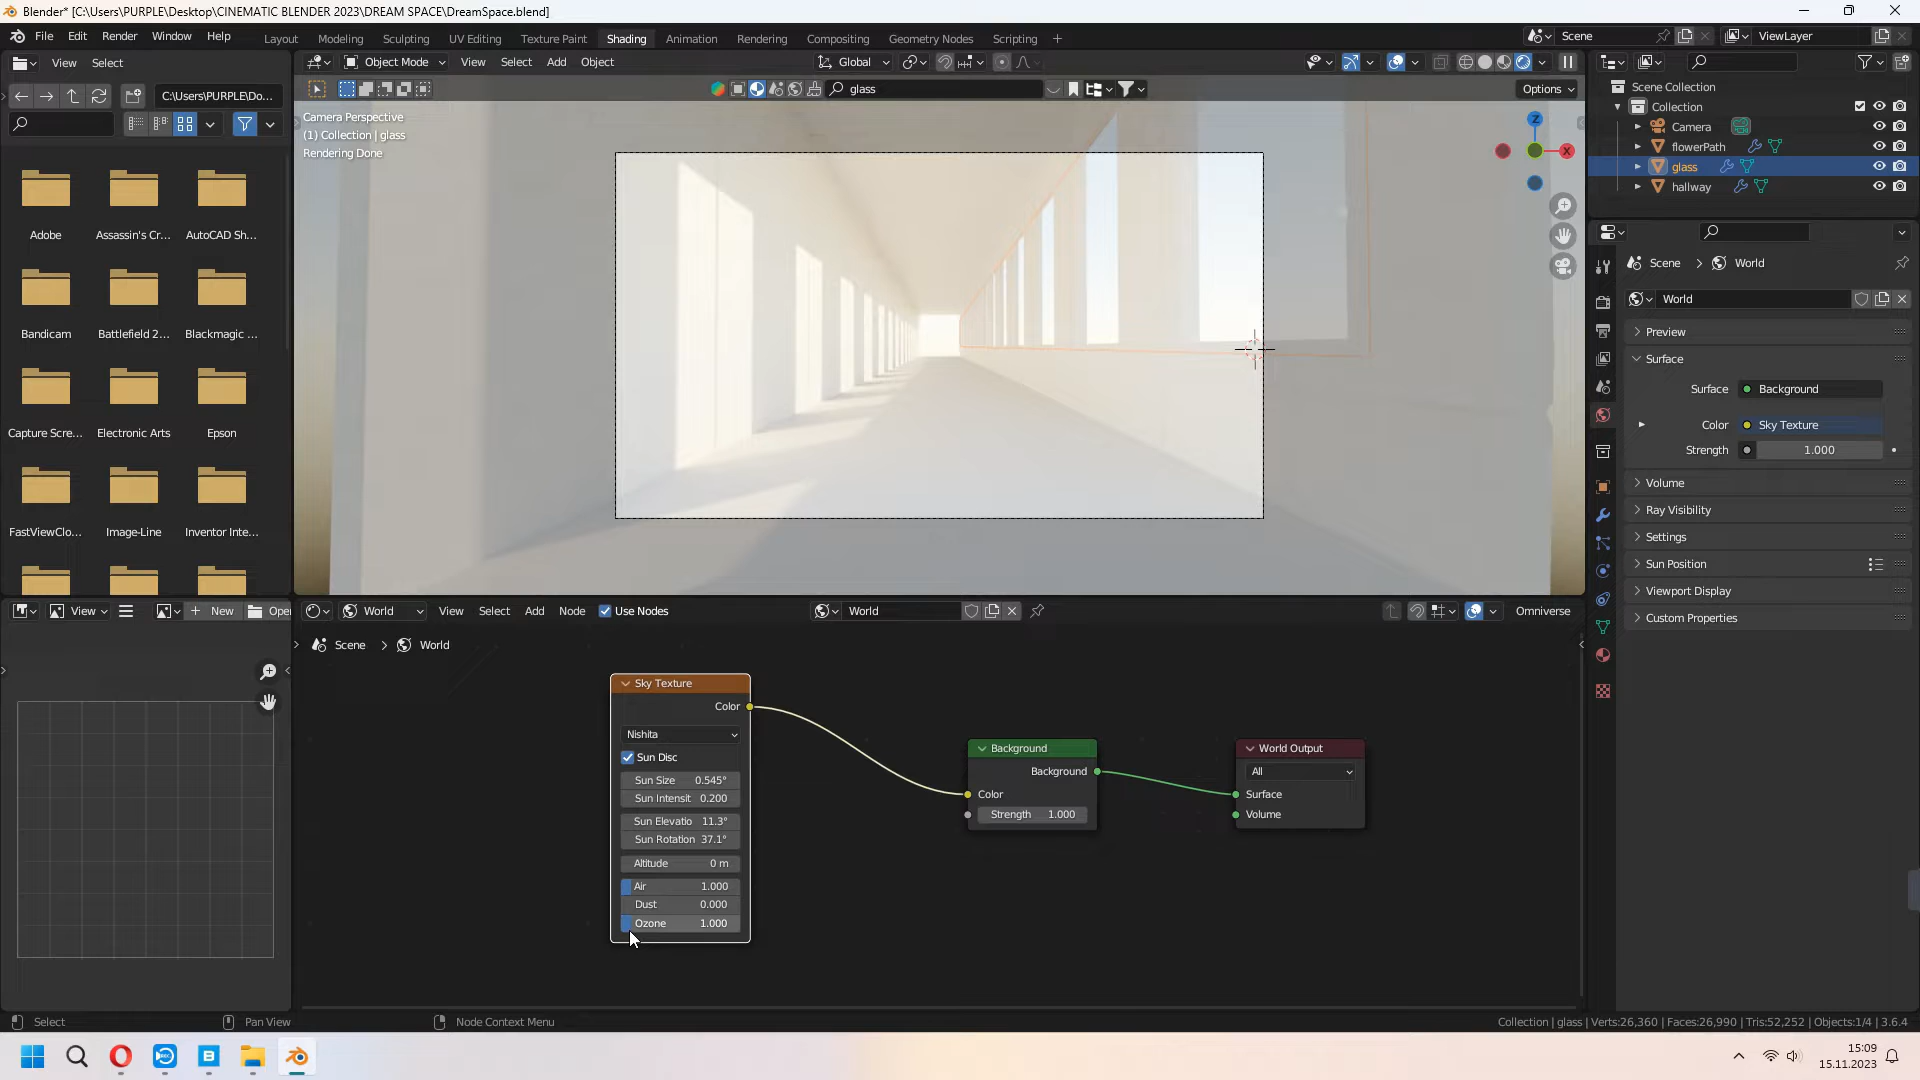 Blender* [C:\Users\PURPLE\Desktop\CINEMATIC BLENDER 2023\DREAM SPACE\DreamSpace.blend]
File Edit Render Window Help Layout Modeling Sculpting UV Editing Texture Paint Shading Animation Rendering Compositing Geometry Nodes Scripting + Scene ViewLayer
View Select Object Mode View Select Add Object Global
C:\Users\PURPLE\Do... glass Options
Camera Perspective
(1) Collection | glass
Rendering Done
Z
X
Scene Collection
Collection
Camera
flowerPath
glass
hallway
Adobe Assassin's Cr... AutoCAD Sh...
Bandicam Battlefield 2... Blackmagic ...
Capture Scre... Electronic Arts Epson
FastViewClo... Image-Line Inventor Inte...
Scene > World
World
Preview
Surface
Surface Background
Color Sky Texture
Strength 1.000
Volume
Ray Visibility
Settings
Sun Position
Viewport Display
Custom Properties
View New Open World View Select Add Node Use Nodes World Omniverse
Scene > World
Sky Texture
Color
Nishita
Sun Disc
Sun Size 0.545°
Sun Intensit 0.200
Sun Elevatio 11.3°
Sun Rotation 37.1°
Altitude 0 m
Air 1.000
Dust 0.000
Ozone 1.000
Background
Background
Color
Strength 1.000
World Output
All
Surface
Volume
Select Pan View Node Context Menu Collection | glass | Verts:26,360 | Faces:26,990 | Tris:52,252 | Objects:1/4 | 3.6.4
15:09
15.11.2023